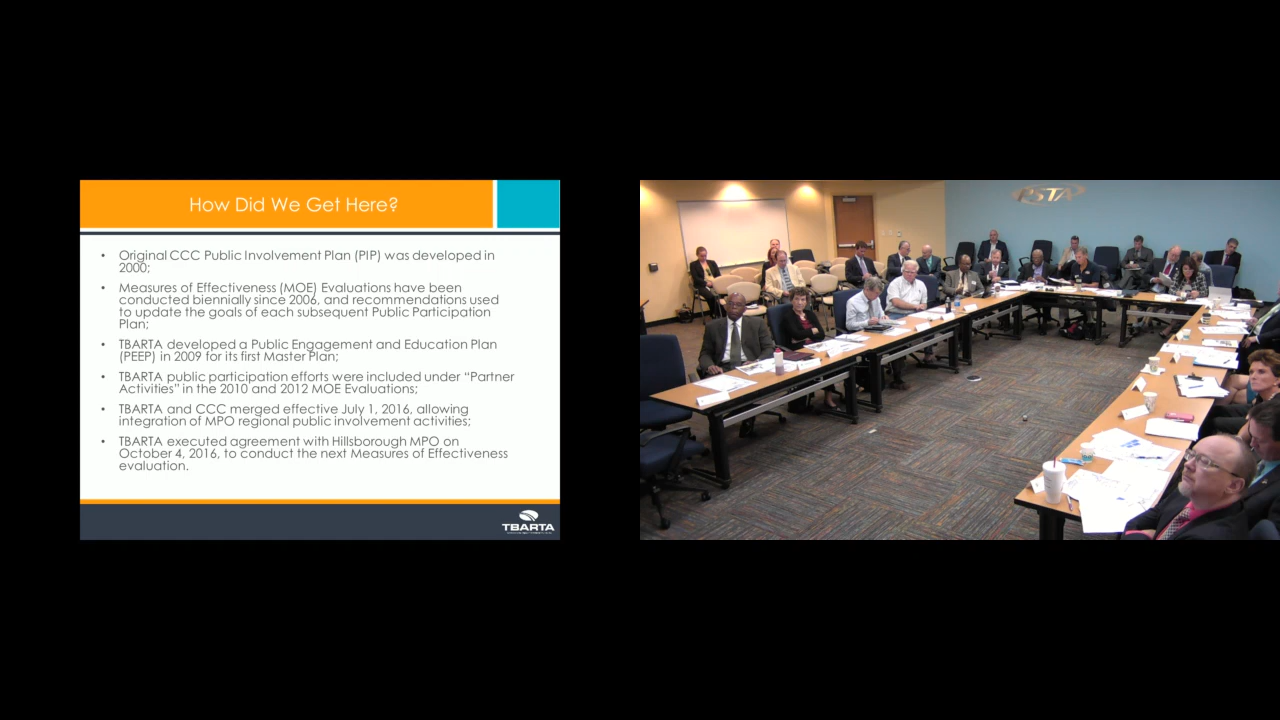 How Did We Get Here?
• Original CCC Public Involvement Plan (PIP) was developed in
2000;
• Measures of Effectiveness (MOE) Evaluations have been
conducted biennially since 2006, and recommendations used
to update the goals of each subsequent Public Participation
Plan;
• TBARTA developed a Public Engagement and Education Plan
(PEEP) in 2009 for its first Master Plan;
• TBARTA public participation efforts were included under “Partner
Activities” in the 2010 and 2012 MOE Evaluations;
• TBARTA and CCC merged effective July 1, 2016, allowing
integration of MPO regional public involvement activities;
• TBARTA executed agreement with Hillsborough MPO on
October 4, 2016, to conduct the next Measures of Effectiveness
evaluation.
TBARTA
PSTA